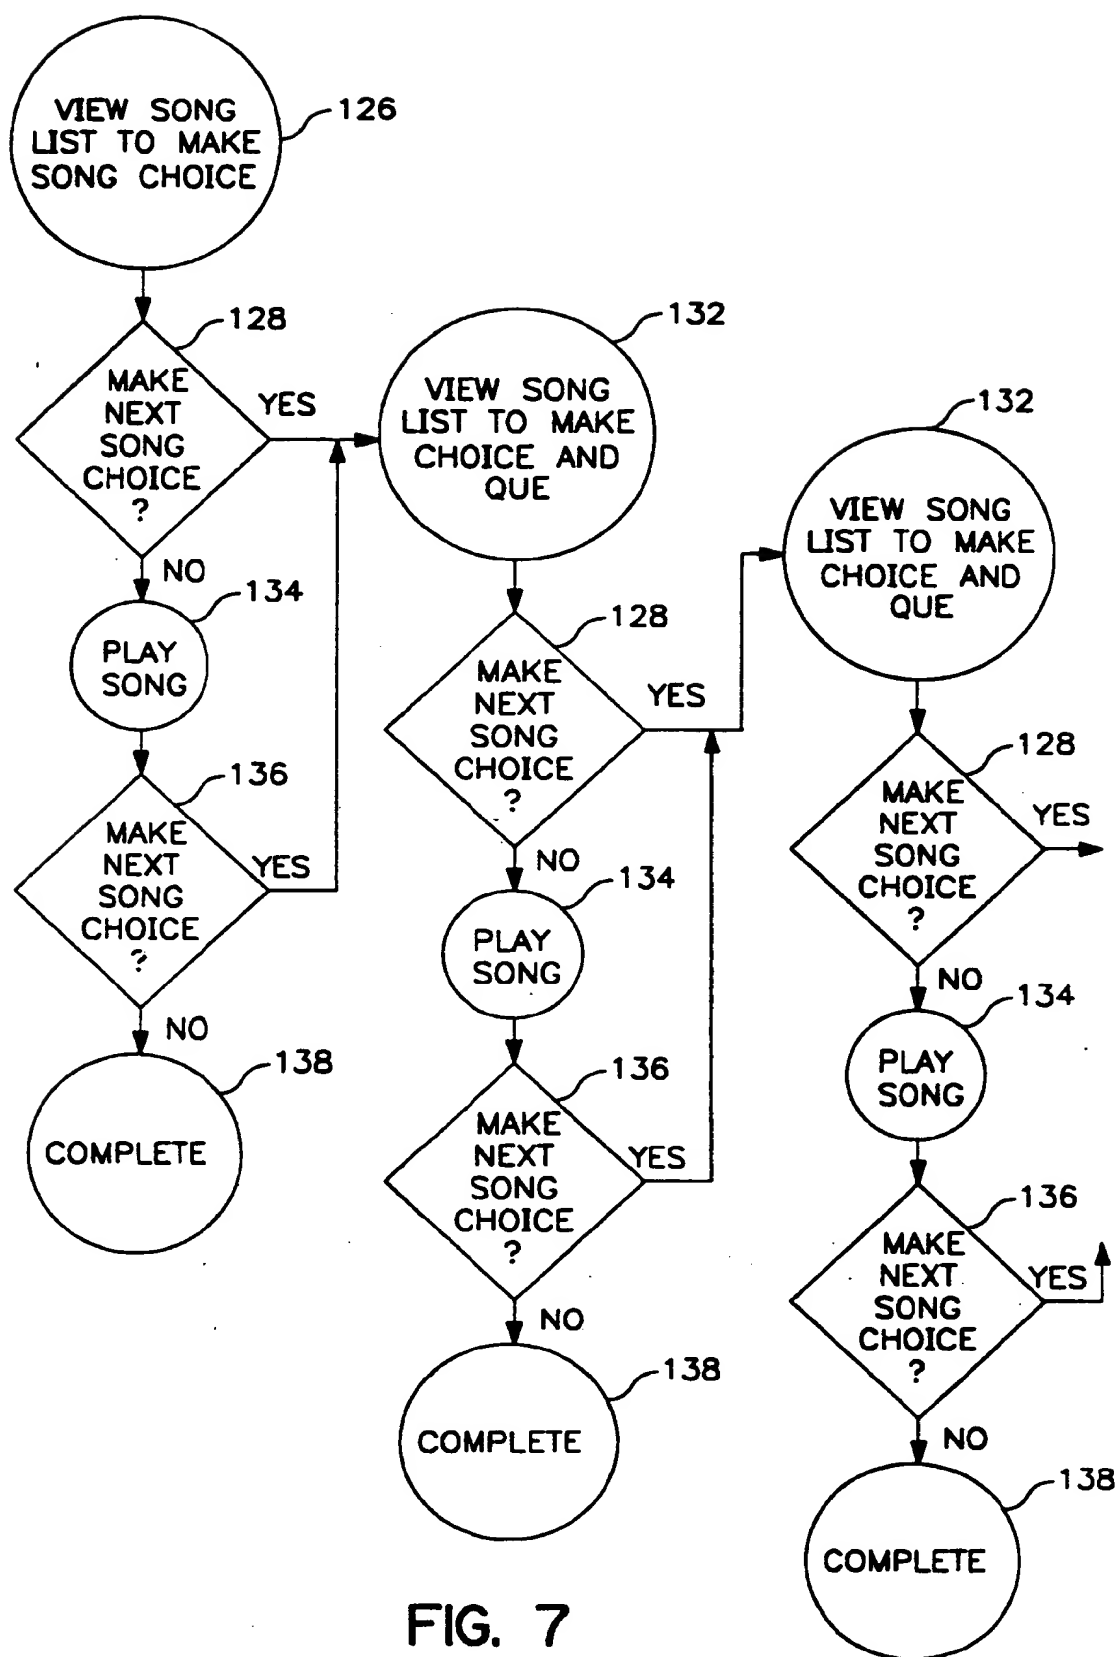 VIEW SONG
LIST TO MAKE
SONG CHOICE
126
128
MAKE
NEXT
SONG
CHOICE
?
YES
NO
134
PLAY
SONG
136
MAKE
NEXT
SONG
CHOICE
?
YES
NO
138
COMPLETE
132
VIEW SONG
LIST TO MAKE
CHOICE AND
QUE
128
MAKE
NEXT
SONG
CHOICE
?
YES
NO
134
PLAY
SONG
136
MAKE
NEXT
SONG
CHOICE
?
YES
NO
138
COMPLETE
132
VIEW SONG
LIST TO MAKE
CHOICE AND
QUE
128
MAKE
NEXT
SONG
CHOICE
?
YES
NO
134
PLAY
SONG
136
MAKE
NEXT
SONG
CHOICE
?
YES
NO
138
COMPLETE
FIG. 7